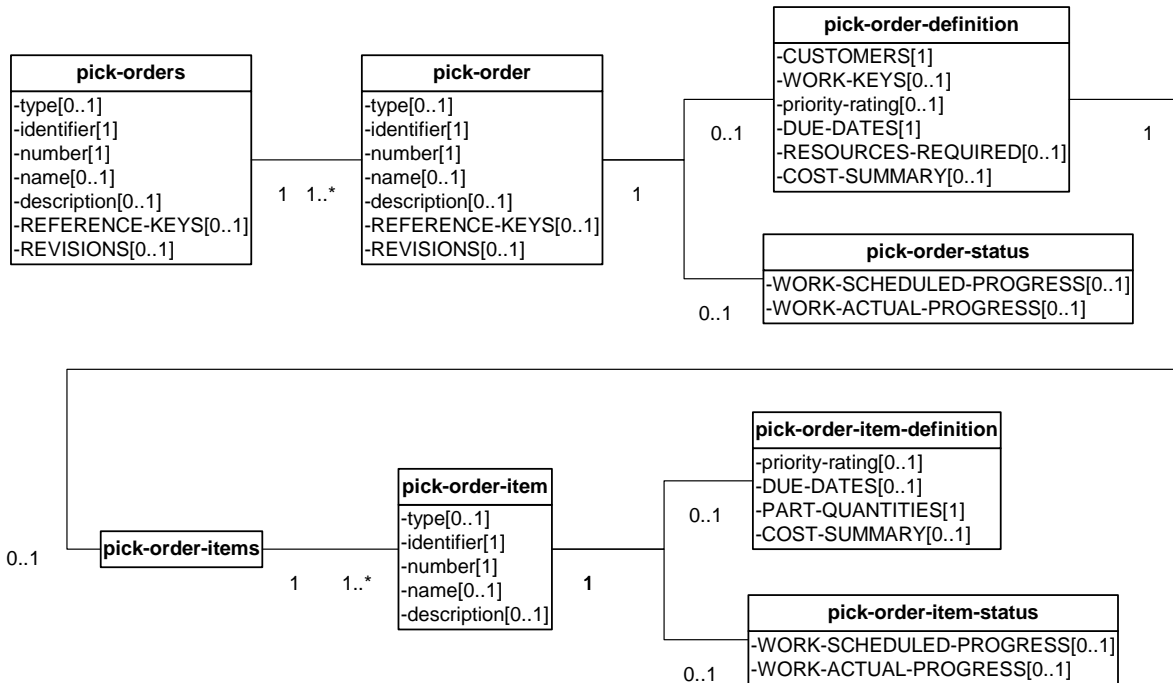 pick-orders
-type[0..1]
-identifier[1]
-number[1]
-name[0..1]
-description[0..1]
-REFERENCE-KEYS[0..1]
-REVISIONS[0..1]
1
1..*
pick-order
-type[0..1]
-identifier[1]
-number[1]
-name[0..1]
-description[0..1]
-REFERENCE-KEYS[0..1]
-REVISIONS[0..1]
1
0..1
pick-order-definition
-CUSTOMERS[1]
-WORK-KEYS[0..1]
-priority-rating[0..1]
-DUE-DATES[1]
-RESOURCES-REQUIRED[0..1]
-COST-SUMMARY[0..1]
1
0..1
pick-order-status
-WORK-SCHEDULED-PROGRESS[0..1]
-WORK-ACTUAL-PROGRESS[0..1]
0..1
pick-order-items
1
1..*
pick-order-item
-type[0..1]
-identifier[1]
-number[1]
-name[0..1]
-description[0..1]
1
0..1
pick-order-item-definition
-priority-rating[0..1]
-DUE-DATES[0..1]
-PART-QUANTITIES[1]
-COST-SUMMARY[0..1]
0..1
pick-order-item-status
-WORK-SCHEDULED-PROGRESS[0..1]
-WORK-ACTUAL-PROGRESS[0..1]